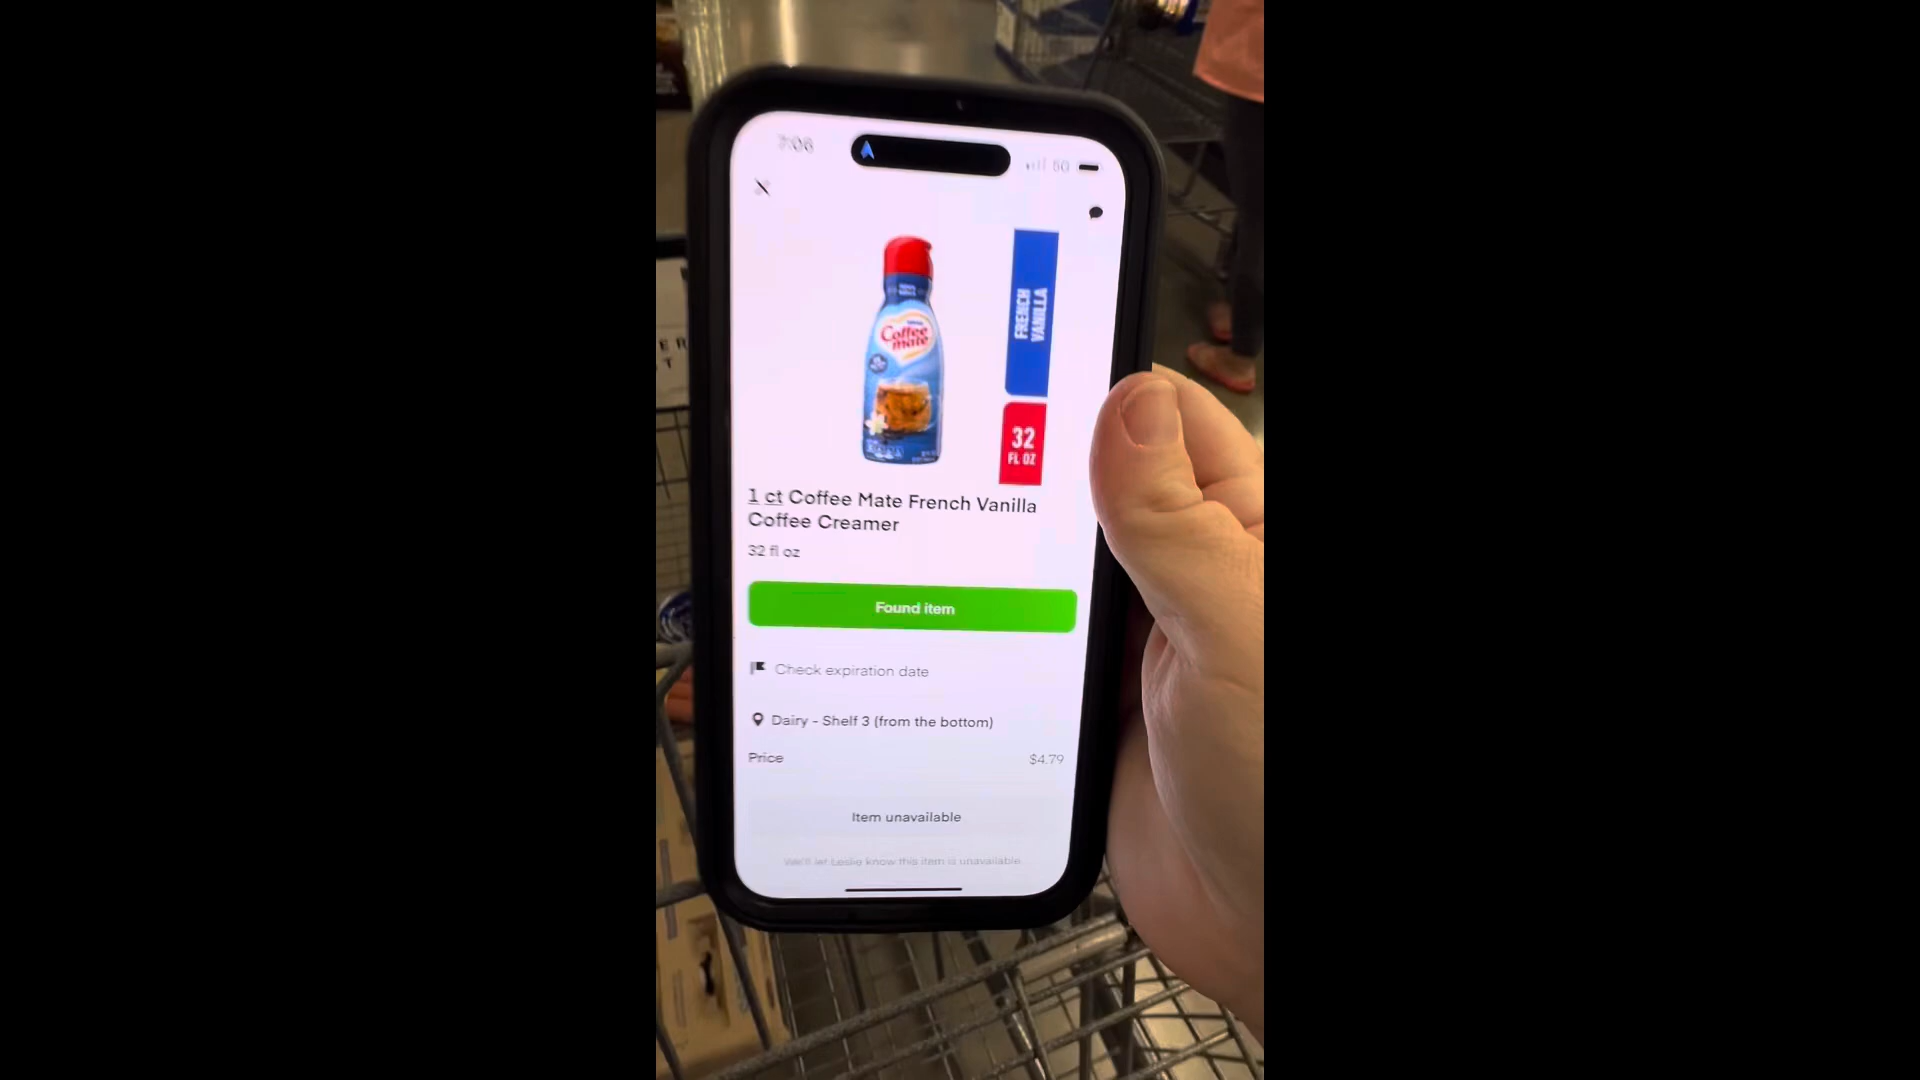 7:06
5G
Coffee
mate
FRENCH
VANILLA
32
FL OZ
1 ct Coffee Mate French Vanilla
Coffee Creamer
32 fl oz
Found item
Check expiration date
Dairy - Shelf 3 (from the bottom)
Price
$4.79
Item unavailable
We'll let Leslie know this item is unavailable.